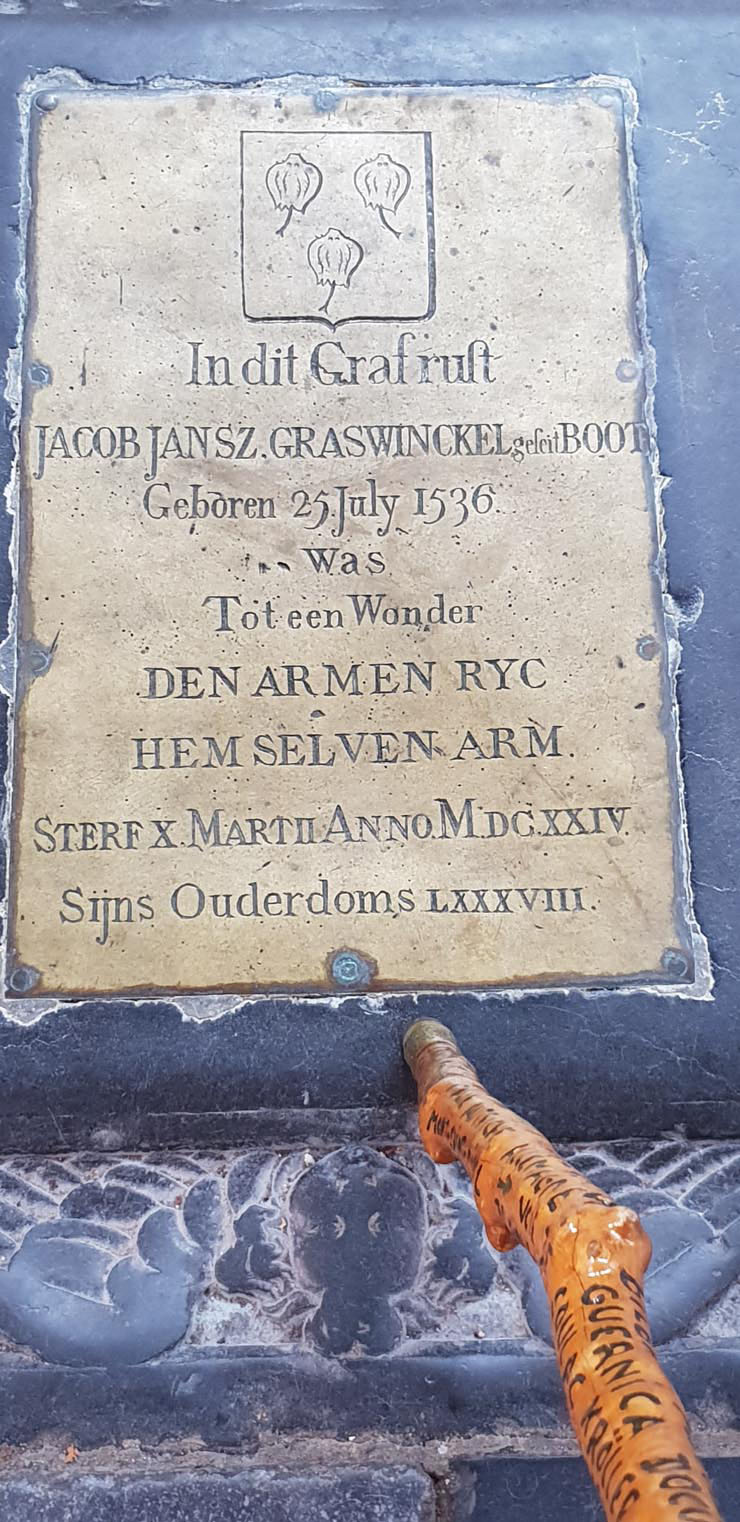 In dit Graf rust
JACOB JANSZ. GRASWINCKEL geseit BOOT
Geboren 25 July 1536.
Was
Tot een Wonder
DEN ARMEN RYC
HEM SELVEN ARM.
STERF X. MARTII ANNO. M.DC.XXIV.
Sijns Ouderdoms LXXXVIII.
GUERNICA